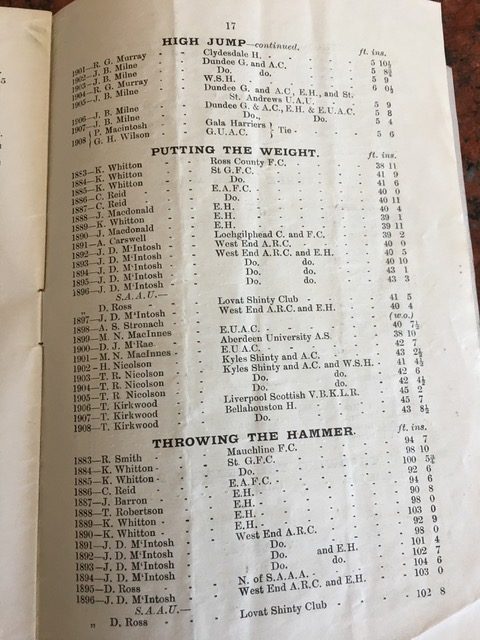 17
HIGH JUMP—continued.
ft. ins.
1901—R. G. Murray - Clydesdale H. 5 10½
1902—J. B. Milne - Dundee G. and A.C. 5 8½
1903—J. B. Milne - Do. do. 5 9
1904—R. G. Murray - W.S.H. 6 0½
1905—J. B. Milne - Dundee G. and A.C., E.H., and St.
St. Andrews U.A.U. 5 9
1906—J. B. Milne - Dundee G. & A.C., E.H. & E.U.A.C. 5 8
1907—J. B. Milne - Do., Do. 5 4
1908 { P. Macintosh - Gala Harriers } Tie - 5 6
G. H. Wilson - G.U.A.C.
PUTTING THE WEIGHT.
ft. ins.
1883—K. Whitton - Ross County F.C. 38 11
1884—K. Whitton - St G.F.C. 41 9
1885—K. Whitton - Do. 41 6
1886—C. Reid - E.A.F.C. 40 0
1887—C. Reid - Do. 40 11
1888—J. Macdonald - E.H. 40 4
1889—K. Whitton - E.H. 39 1
1890—J. Macdonald - E.H. 39 11
1891—A. Carswell - Lochgilphead C. and F.C. 39 2
1892—J. D. M'Intosh - West End A.R.C. 40 0
1893—J. D. M'Intosh - West End A.R.C. and E.H. 40 5
1894—J. D. M'Intosh - Do. do. 40 10
1895—J. D. M'Intosh - Do. do. 43 1
1896—J. D. M'Intosh - Do. do. 43 3
S.A.A.U.—
„ D. Ross - Lovat Shinty Club 41 5
1897—J. D. M'Intosh - West End A.R.C. and E.H. 40 4
1898—A. S. Stronach - (w.o.)
1899—M. N. MacInnes - E.U.A.C. 40 7½
1900—D. J. M'Rae - Aberdeen University A.S. 38 10
1901—M. N. MacInnes - E.U.A.C. 42 7
1902—H. Nicolson - Kyles Shinty and A.C. 43 2½
1903—T. R. Nicolson - Kyles Shinty and A.C. and W.S.H. 41 4½
1904—T. R. Nicolson - Do. do. 42 6
1905—T. R. Nicolson - Do. do. 42 4½
1906—T. Kirkwood - Liverpool Scottish V.B.K.L.R. 45 2
1907—T. Kirkwood - Bellahouston H. 42 7
1908—T. Kirkwood - Do. 43 8½
THROWING THE HAMMER.
ft. ins.
1883—R. Smith - Mauchline F.C. 94 7
1884—K. Whitton - St G.F.C. 98 10
1885—K. Whitton - Do. 100 5¾
1886—C. Reid - E.A.F.C. 92 6
1887—J. Barron - E.H. 94 6
1888—T. Robertson - E.H. 90 8
1889—K. Whitton - E.H. 98 0
1890—K. Whitton - E.H. 103 0
1891—J. D. M'Intosh - West End A.R.C. 92 9
1892—J. D. M'Intosh - Do. 98 0
1893—J. D. M'Intosh - Do. and E.H. 101 4
1894—J. D. M'Intosh - Do. do. 102 7
1895—D. Ross - N. of S.A.A.A. 104 6
1896—J. D. M'Intosh - West End A.R.C. and E.H. 103 0
S.A.A.U.—
„ D. Ross - Lovat Shinty Club 102 8